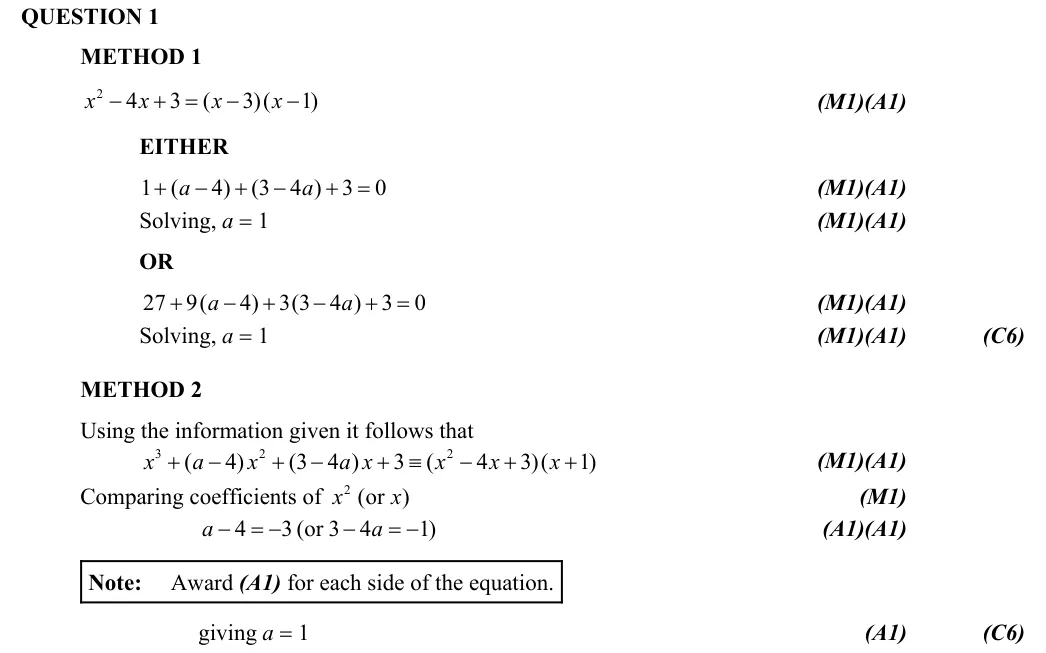 QUESTION 1
METHOD 1
x² − 4x + 3 = (x − 3)(x − 1) (M1)(A1)
EITHER
1 + (a − 4) + (3 − 4a) + 3 = 0 (M1)(A1)
Solving, a = 1 (M1)(A1)
OR
27 + 9(a − 4) + 3(3 − 4a) + 3 = 0 (M1)(A1)
Solving, a = 1 (M1)(A1) (C6)
METHOD 2
Using the information given it follows that
x³ + (a − 4)x² + (3 − 4a)x + 3 ≡ (x² − 4x + 3)(x + 1) (M1)(A1)
Comparing coefficients of x² (or x) (M1)
a − 4 = −3 (or 3 − 4a = −1) (A1)(A1)
Note: Award (A1) for each side of the equation.
giving a = 1 (A1) (C6)